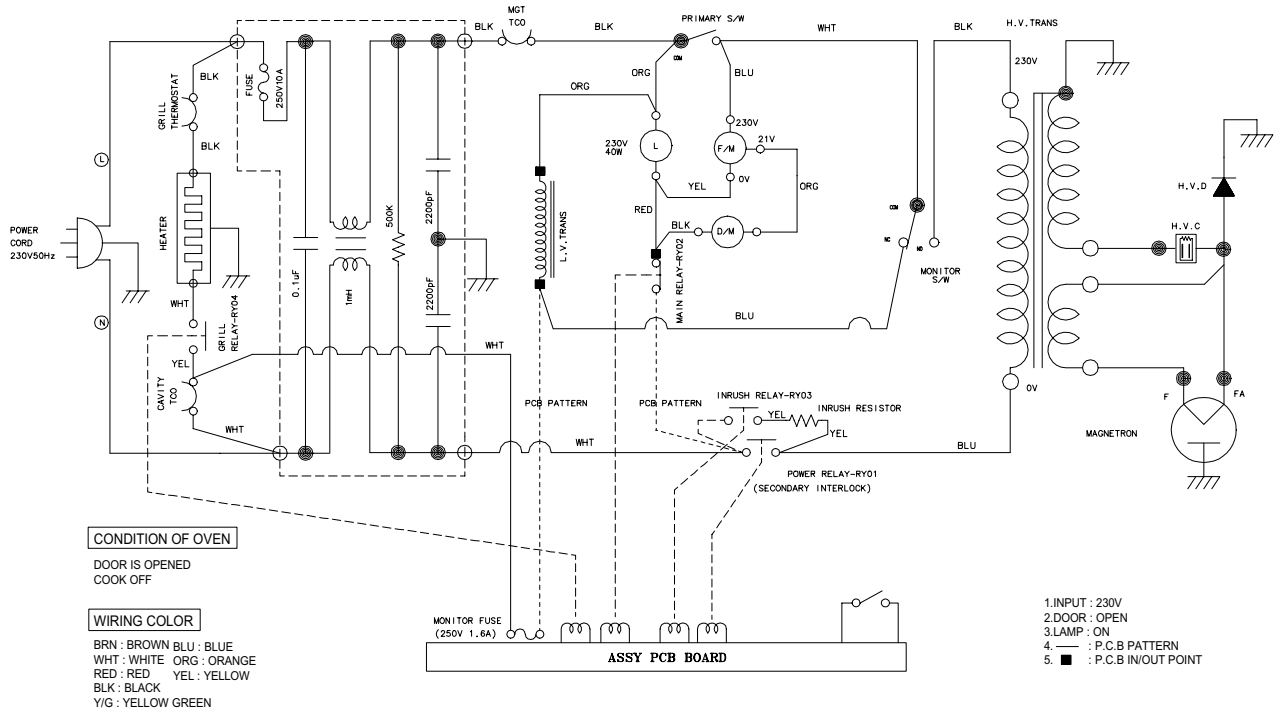 MGT
TCO
BLK
BLK
PRIMARY S/W
WHT
BLK
H.V.TRANS
COM
230V
BLK
FUSE
250V10A
ORG
BLU
ORG
GRILL
THERMOSTAT
BLK
230V
21V
230V
40W
L
F/M
L
0V
YEL
ORG
H.V.D
POWER
CORD
230V50Hz
HEATER
500K
2200pF
L.V.TRANS
RED
BLK
D/M
COM
H.V.C
NC
NO
MONITOR
S/W
0.1uF
1mH
2200pF
MAIN RELAY-RY02
WHT
N
GRILL
RELAY-RY04
BLU
WHT
YEL
CAVITY
TCO
0V
PCB PATTERN
PCB PATTERN
INRUSH RELAY-RY03
YEL
INRUSH RESISTOR
YEL
F
FA
WHT
WHT
BLU
MAGNETRON
POWER RELAY-RY01
(SECONDARY INTERLOCK)
CONDITION OF OVEN
DOOR IS OPENED
COOK OFF
WIRING COLOR
BRN : BROWN BLU : BLUE
WHT : WHITE ORG : ORANGE
RED : RED YEL : YELLOW
BLK : BLACK
Y/G : YELLOW GREEN
MONITOR FUSE
(250V 1.6A)
ASSY PCB BOARD
1.INPUT : 230V
2.DOOR : OPEN
3.LAMP : ON
4. : P.C.B PATTERN
5. ■ : P.C.B IN/OUT POINT